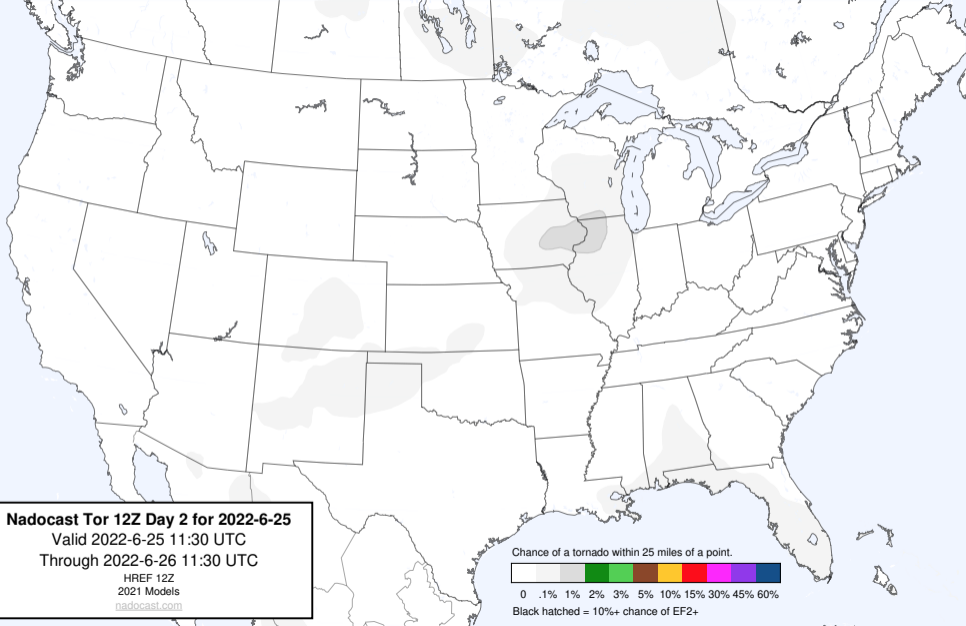 Nadocast Tor 12Z Day 2 for 2022-6-25
Valid 2022-6-25 11:30 UTC
Through 2022-6-26 11:30 UTC
HREF 12Z
2021 Models
nadocast.com
Chance of a tornado within 25 miles of a point.
0 .1% 1% 2% 3% 5% 10% 15% 30% 45% 60%
Black hatched = 10%+ chance of EF2+